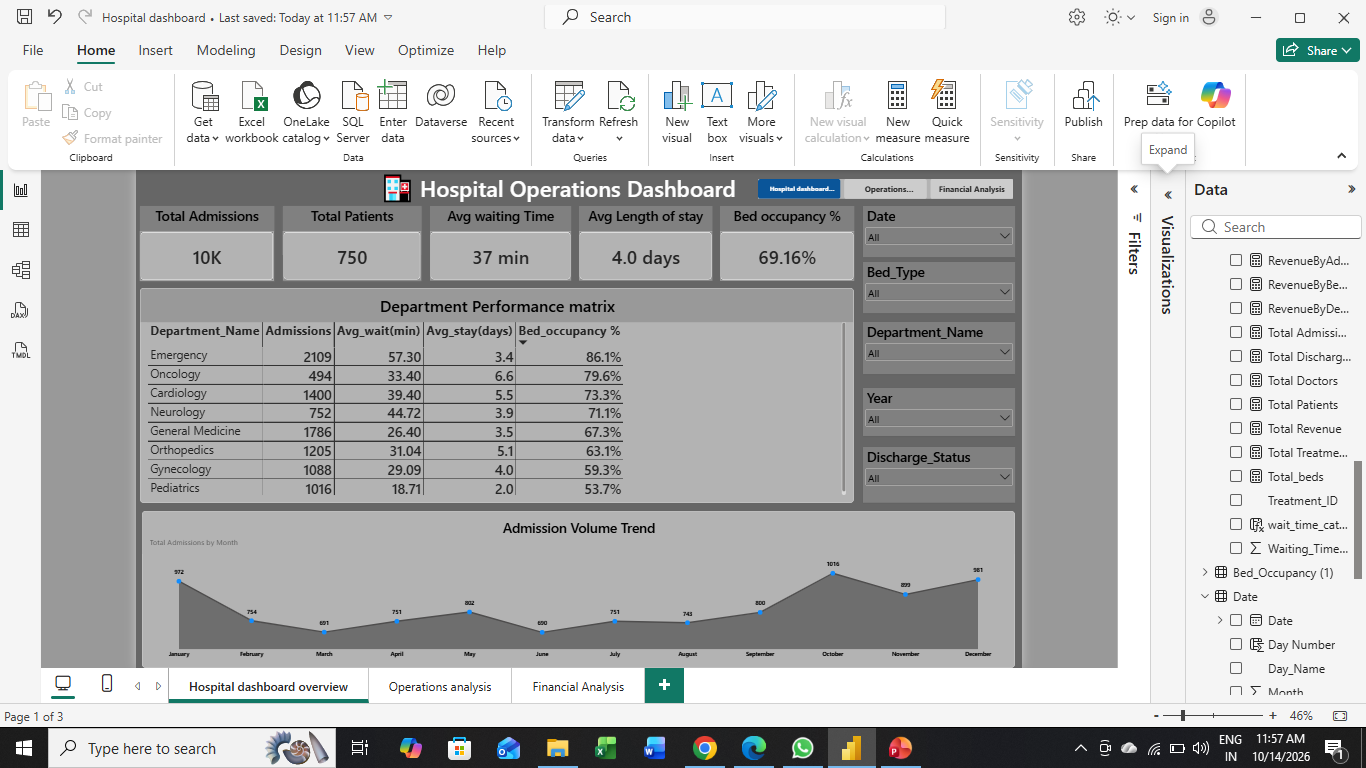 Hospital dashboard • Last saved: Today at 11:57 AM
Search
Sign in
File Home Insert Modeling Design View Optimize Help
Share
Paste
Cut
Copy
Format painter
Clipboard
Get data
Excel workbook
OneLake catalog
SQL Server
Enter data
Dataverse
Recent sources
Data
Transform data
Refresh
Queries
New visual
Text box
More visuals
Insert
New visual calculation
New measure
Quick measure
Calculations
Sensitivity
Sensitivity
Publish
Share
Prep data for
Copilot
Expand
Hospital Operations Dashboard
Hospital dashboard...
Operations...
Financial Analysis
Total Admissions
10K
Total Patients
750
Avg waiting Time
37 min
Avg Length of stay
4.0 days
Bed occupancy %
69.16%
Date
All
Bed_Type
All
Department_Name
All
Year
All
Discharge_Status
All
Department Performance matrix
Department_Name Admissions Avg_wait(min) Avg_stay(days) Bed_occupancy %
Emergency 2109 57.30 3.4 86.1%
Oncology 494 33.40 6.6 79.6%
Cardiology 1400 39.40 5.5 73.3%
Neurology 752 44.72 3.9 71.1%
General Medicine 1786 26.40 3.5 67.3%
Orthopedics 1205 31.04 5.1 63.1%
Gynecology 1088 29.09 4.0 59.3%
Pediatrics 1016 18.71 2.0 53.7%
Admission Volume Trend
Total Admissions by Month
972 754 691 751 802 690 751 743 800 1016 899 981
January February March April May June July August September October November December
Filters
Visualizations
Data
Search
RevenueByAd...
RevenueByBe...
RevenueByDe...
Total Admissi...
Total Discharg...
Total Doctors
Total Patients
Total Revenue
Total Treatme...
Total_beds
Treatment_ID
wait_time_cat...
Waiting_Time...
Bed_Occupancy (1)
Date
Date
Day Number
Day_Name
Month
Hospital dashboard overview
Operations analysis
Financial Analysis
Page 1 of 3
- + 46%
Type here to search
ENG
IN
11:57 AM
10/14/2026
1